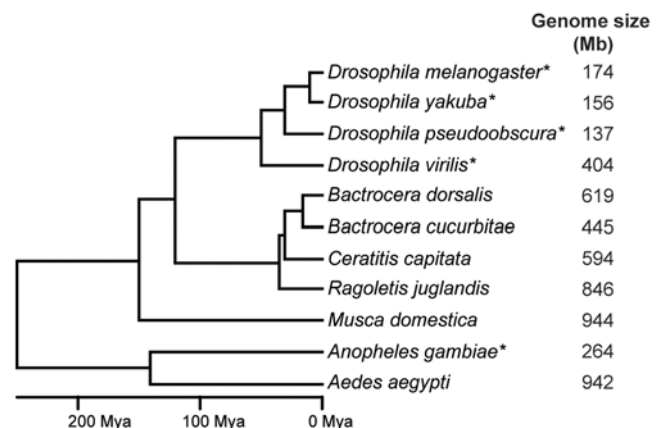 Genome size
(Mb)
Drosophila melanogaster* 174
Drosophila yakuba* 156
Drosophila pseudoobscura* 137
Drosophila virilis* 404
Bactrocera dorsalis 619
Bactrocera cucurbitae 445
Ceratitis capitata 594
Ragoletis juglandis 846
Musca domestica 944
Anopheles gambiae* 264
Aedes aegypti 942
200 Mya 100 Mya 0 Mya